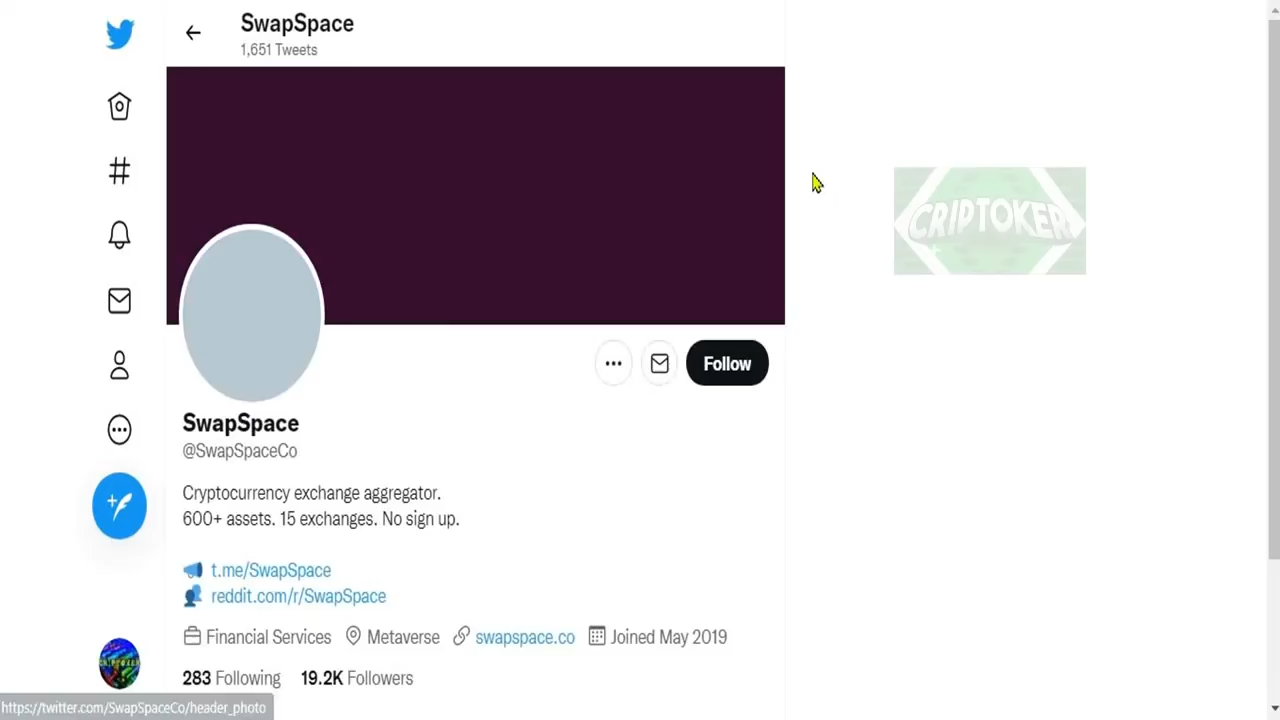 SwapSpace
1,651 Tweets
CRIPTOKER
Follow
SwapSpace
@SwapSpaceCo
Cryptocurrency exchange aggregator.
600+ assets. 15 exchanges. No sign up.
t.me/SwapSpace
reddit.com/r/SwapSpace
Financial Services Metaverse swapspace.co Joined May 2019
283 Following 19.2K Followers
CRIPTOKER
https://twitter.com/SwapSpaceCo/header_photo